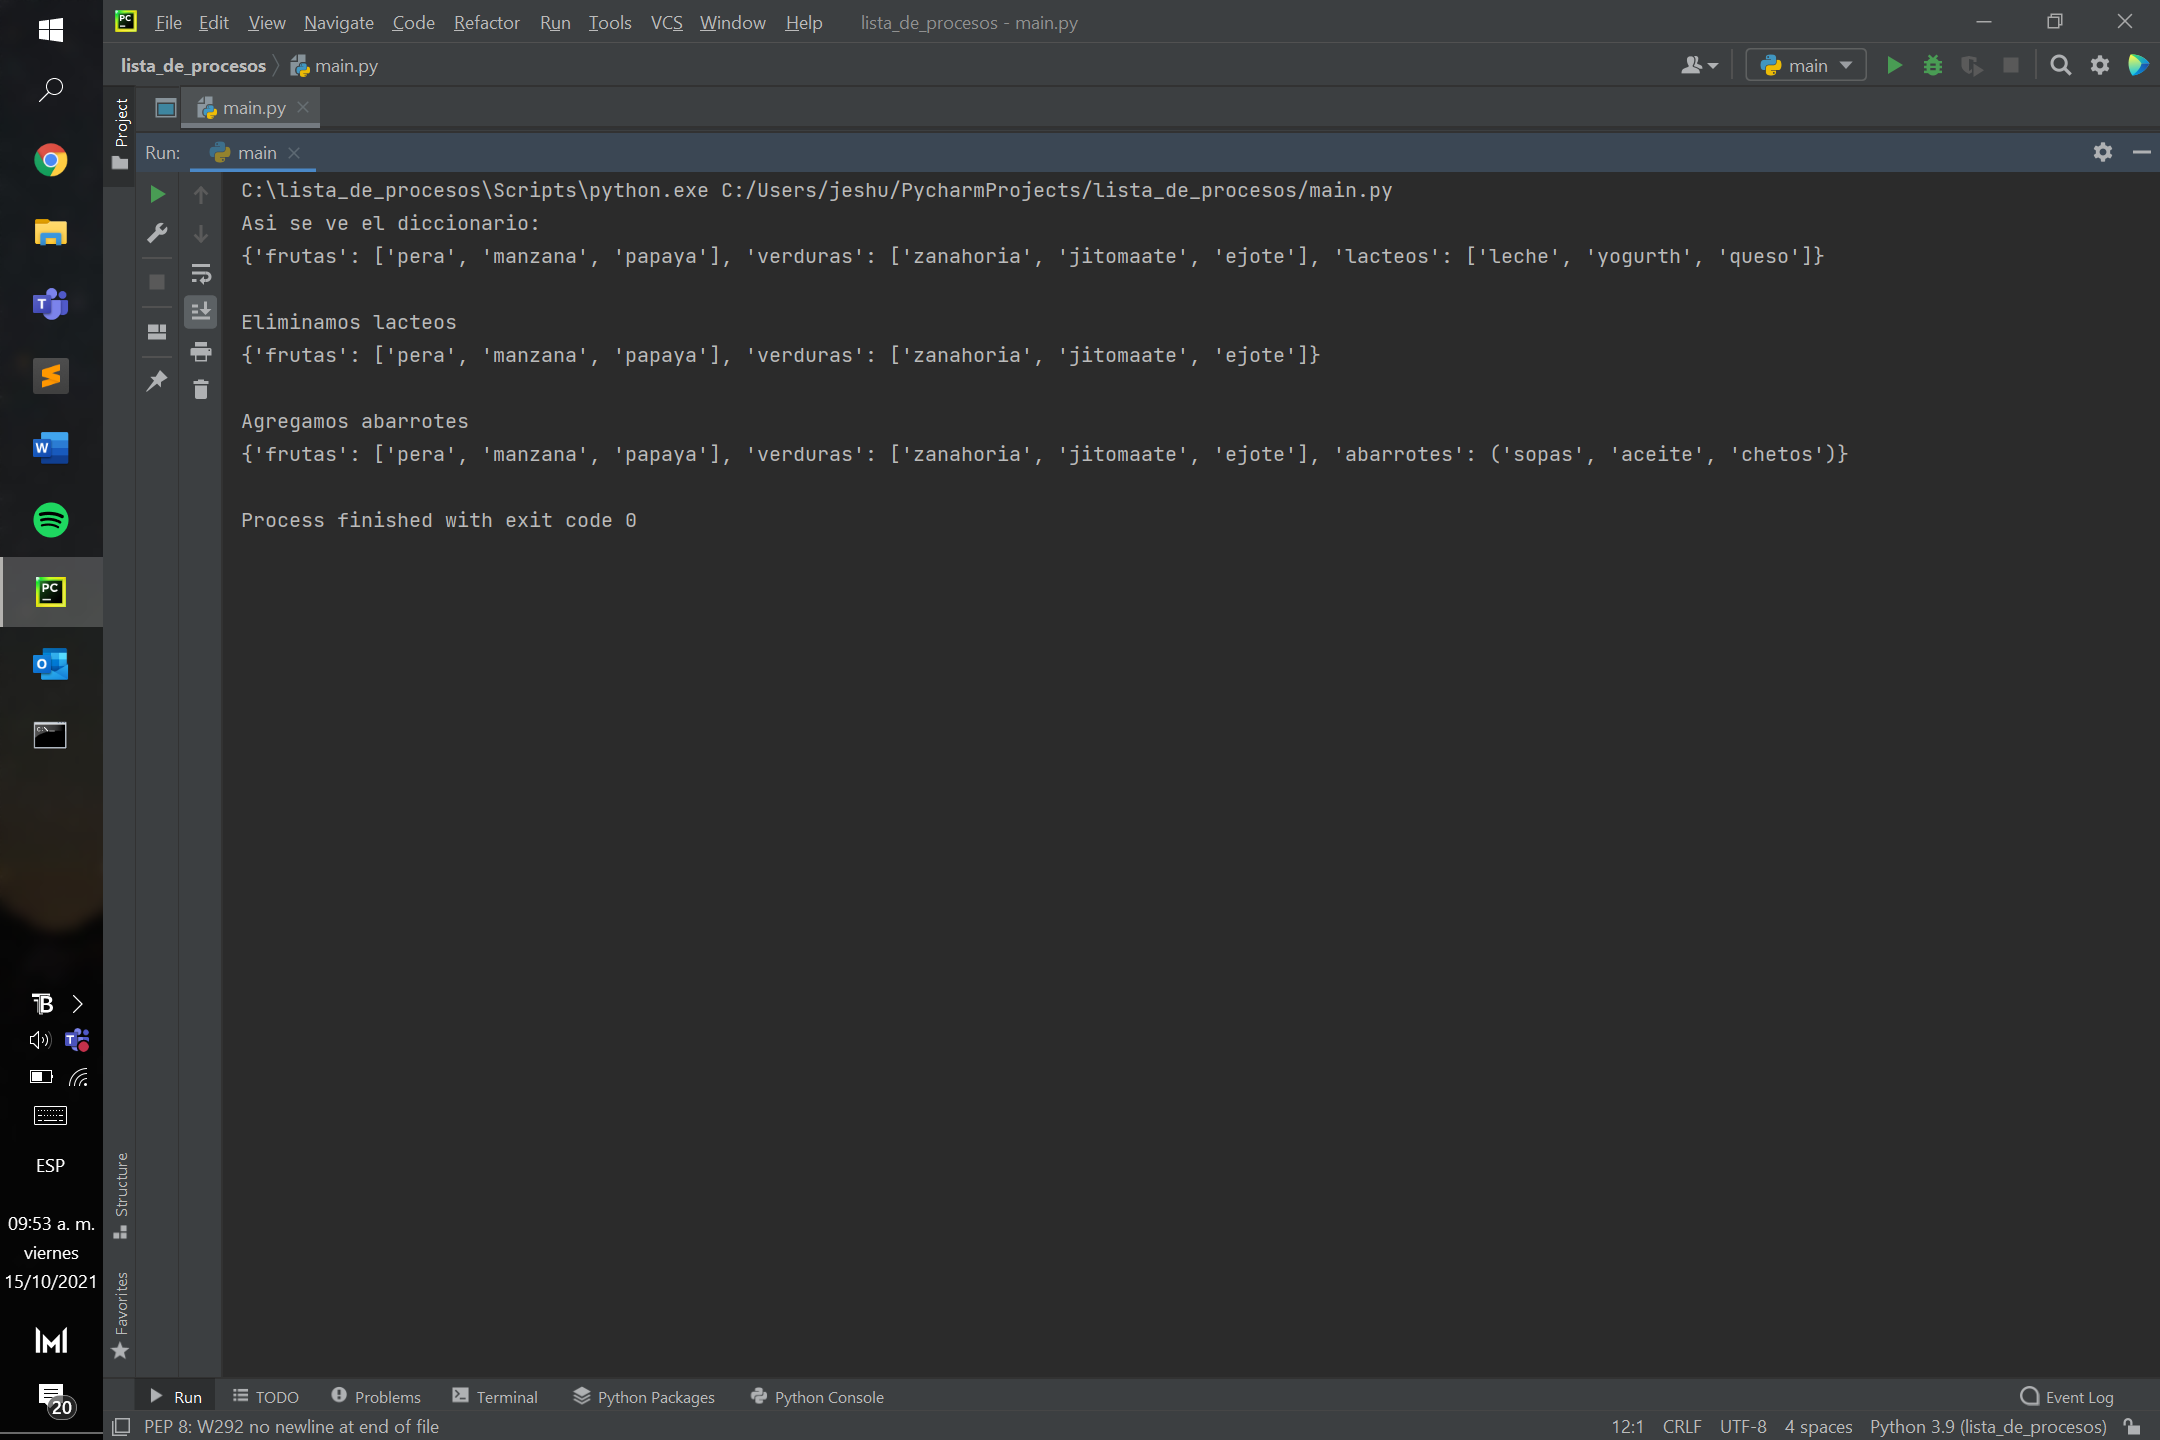 File Edit View Navigate Code Refactor Run Tools VCS Window Help lista_de_procesos - main.py
lista_de_procesos main.py main
Project
main.py
Run: main
C:\lista_de_procesos\Scripts\python.exe C:/Users/jeshu/PycharmProjects/lista_de_procesos/main.py
Asi se ve el diccionario:
{'frutas': ['pera', 'manzana', 'papaya'], 'verduras': ['zanahoria', 'jitomaate', 'ejote'], 'lacteos': ['leche', 'yogurth', 'queso']}
Eliminamos lacteos
{'frutas': ['pera', 'manzana', 'papaya'], 'verduras': ['zanahoria', 'jitomaate', 'ejote']}
Agregamos abarrotes
{'frutas': ['pera', 'manzana', 'papaya'], 'verduras': ['zanahoria', 'jitomaate', 'ejote'], 'abarrotes': ('sopas', 'aceite', 'chetos')}
Process finished with exit code 0
ESP
09:53 a. m.
viernes
15/10/2021
20
Structure
Favorites
Run TODO Problems Terminal Python Packages Python Console Event Log
PEP 8: W292 no newline at end of file 12:1 CRLF UTF-8 4 spaces Python 3.9 (lista_de_procesos)